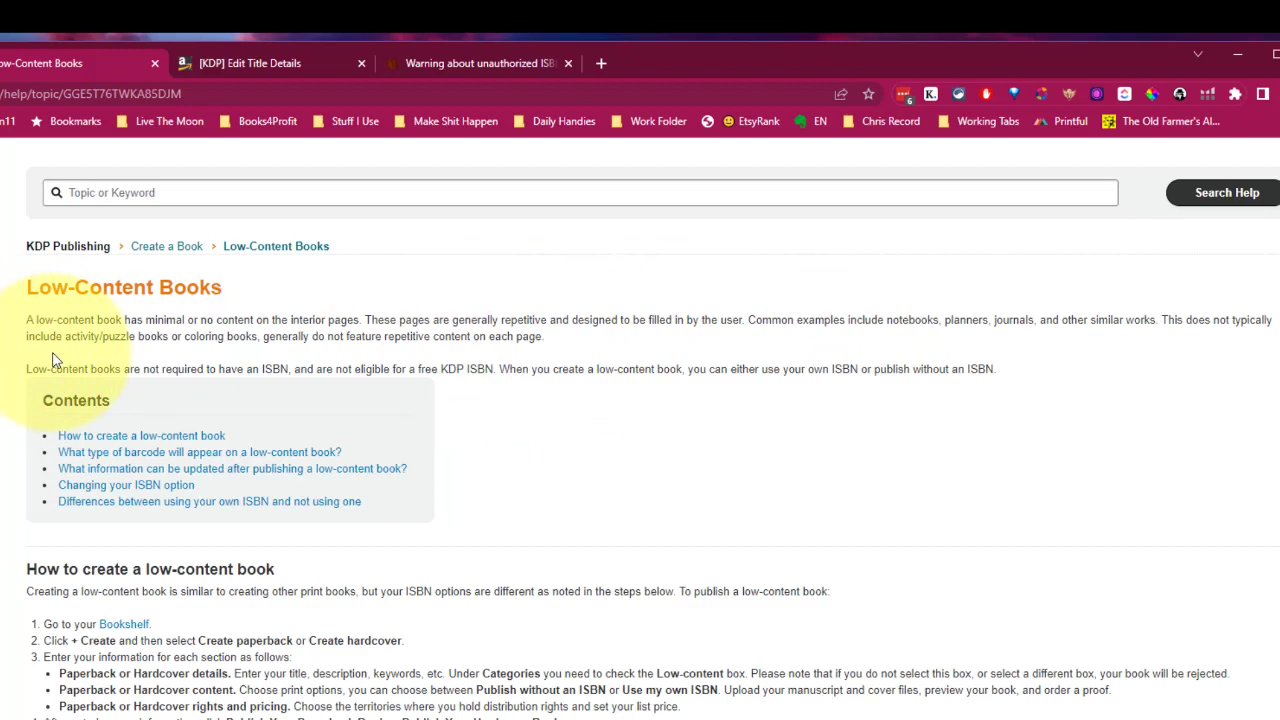 ow-Content Books
[KDP] Edit Title Details
Warning about unauthorized ISB
/help/topic/GGE5T76TWKA85DJM
6
K.
n11
Bookmarks
Live The Moon
Books4Profit
Stuff I Use
Make Shit Happen
Daily Handies
Work Folder
EtsyRank
EN
Chris Record
Working Tabs
Printful
The Old Farmer's Al...
Topic or Keyword
Search Help
KDP Publishing > Create a Book > Low-Content Books
Low-Content Books
A low-content book has minimal or no content on the interior pages. These pages are generally repetitive and designed to be filled in by the user. Common examples include notebooks, planners, journals, and other similar works. This does not typically
include activity/puzzle books or coloring books, generally do not feature repetitive content on each page.
Low-content books are not required to have an ISBN, and are not eligible for a free KDP ISBN. When you create a low-content book, you can either use your own ISBN or publish without an ISBN.
Contents
• How to create a low-content book
• What type of barcode will appear on a low-content book?
• What information can be updated after publishing a low-content book?
• Changing your ISBN option
• Differences between using your own ISBN and not using one
How to create a low-content book
Creating a low-content book is similar to creating other print books, but your ISBN options are different as noted in the steps below. To publish a low-content book:
1. Go to your Bookshelf.
2. Click + Create and then select Create paperback or Create hardcover.
3. Enter your information for each section as follows:
• Paperback or Hardcover details. Enter your title, description, keywords, etc. Under Categories you need to check the Low-content box. Please note that if you do not select this box, or select a different box, your book will be rejected.
• Paperback or Hardcover content. Choose print options, you can choose between Publish without an ISBN or Use my own ISBN. Upload your manuscript and cover files, preview your book, and order a proof.
• Paperback or Hardcover rights and pricing. Choose the territories where you hold distribution rights and set your list price.